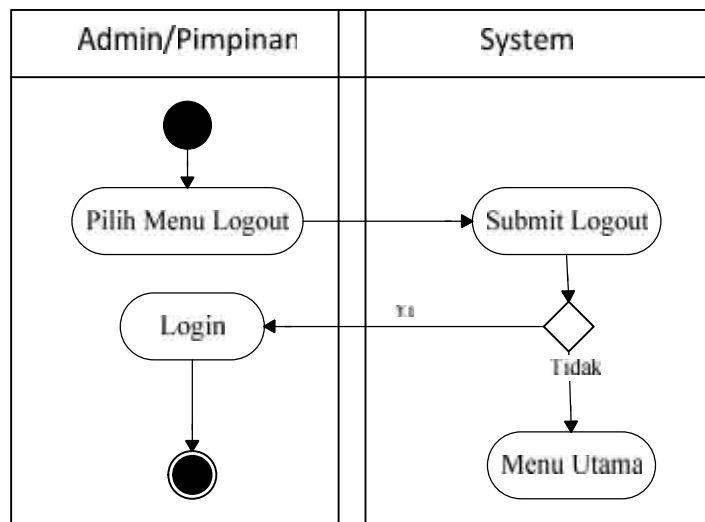 Admin/Pimpinan
System
Pilih Menu Logout
Submit Logout
Login
Tidak
Menu Utama